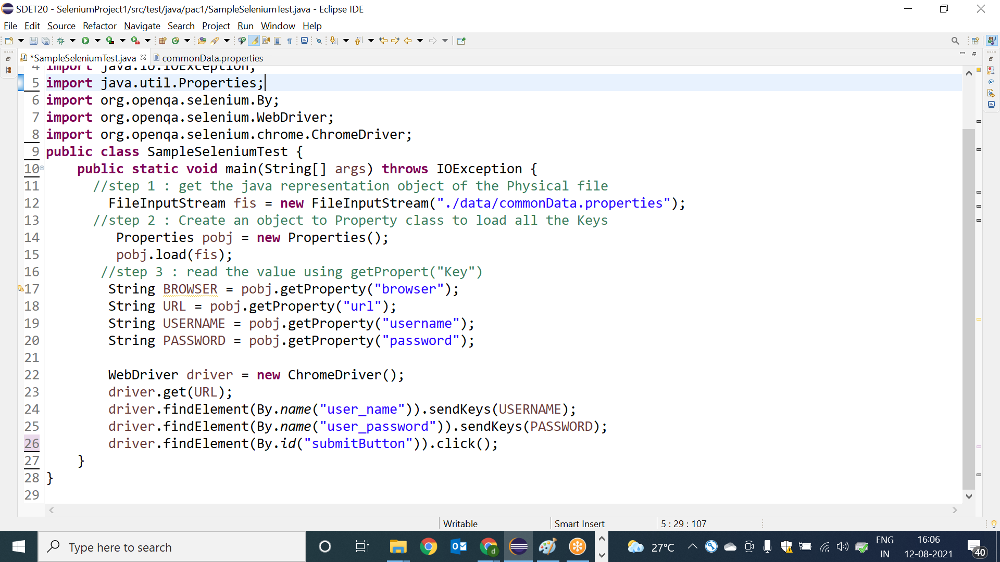 SDET20 - SeleniumProject1/src/test/java/pac1/SampleSeleniumTest.java - Eclipse IDE
File Edit Source Refactor Navigate Search Project Run Window Help
*SampleSeleniumTest.java commonData.properties
4 import java.io.IOException;
5 import java.util.Properties;
6 import org.openqa.selenium.By;
7 import org.openqa.selenium.WebDriver;
8 import org.openqa.selenium.chrome.ChromeDriver;
9 public class SampleSeleniumTest {
10 public static void main(String[] args) throws IOException {
11 //step 1 : get the java representation object of the Physical file
12 FileInputStream fis = new FileInputStream("./data/commonData.properties");
13 //step 2 : Create an object to Property class to load all the Keys
14 Properties pobj = new Properties();
15 pobj.load(fis);
16 //step 3 : read the value using getPropert("Key")
17 String BROWSER = pobj.getProperty("browser");
18 String URL = pobj.getProperty("url");
19 String USERNAME = pobj.getProperty("username");
20 String PASSWORD = pobj.getProperty("password");
21
22 WebDriver driver = new ChromeDriver();
23 driver.get(URL);
24 driver.findElement(By.name("user_name")).sendKeys(USERNAME);
25 driver.findElement(By.name("user_password")).sendKeys(PASSWORD);
26 driver.findElement(By.id("submitButton")).click();
27 }
28 }
29
Writable Smart Insert 5 : 29 : 107
Type here to search 27°C ENG IN 16:06 12-08-2021 40